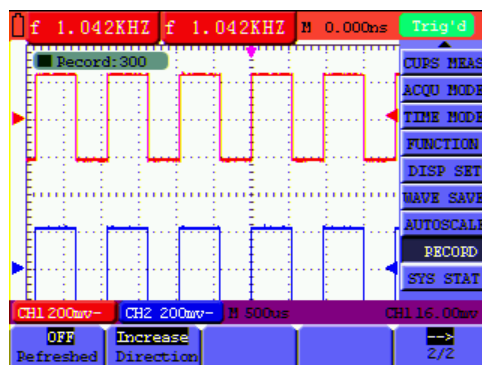 f 1.042KHZ f 1.042KHZ M 0.000ns Trig'd
Record:300
CUPS MEAS
ACQU MODE
TIME MODE
FUNCTION
DISP SET
WAVE SAVE
AUTOSCALE
RECORD
SYS STAT
CH1 200mv- CH2 200mv- M 500us CH1 16.00mv
OFF Increase -->
Refreshed Direction 2/2